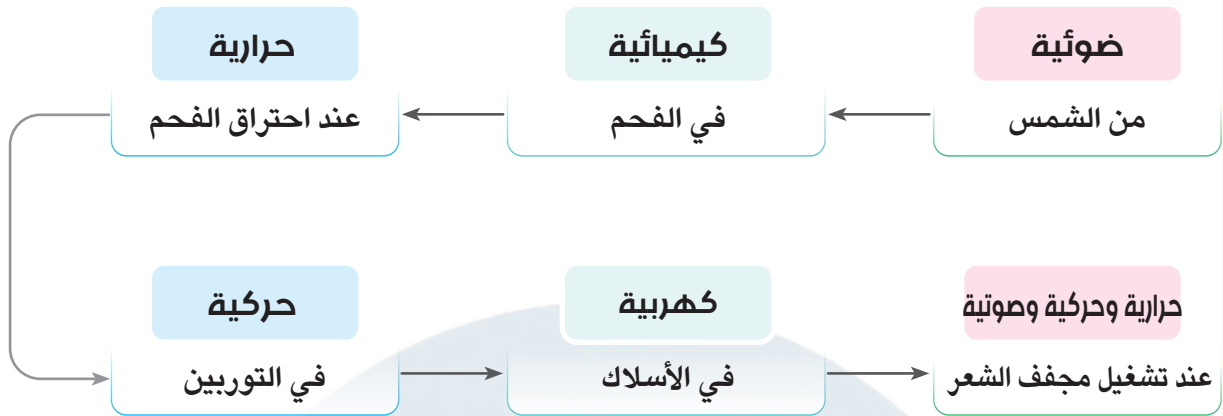 ضوئية
من الشمس
كيميائية
في الفحم
حرارية
عند احتراق الفحم
حركية
في التوربين
كهربية
في الأسلاك
حرارية وحركية وصوتية
عند تشغيل مجفف الشعر